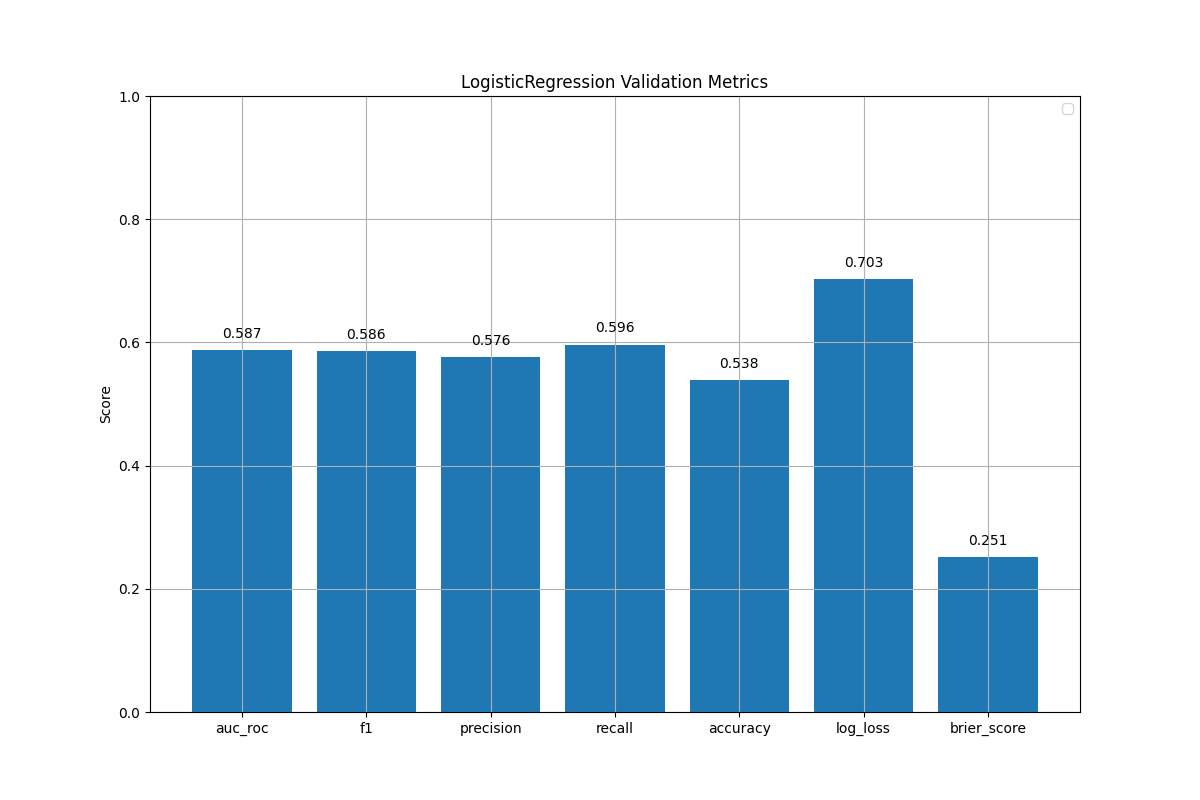 LogisticRegression Validation Metrics
1.0
0.8
0.703
0.587
0.586
0.576
0.596
0.6
0.538
Score
0.4
0.251
0.2
0.0
auc_roc
f1
precision
recall
accuracy
log_loss
brier_score